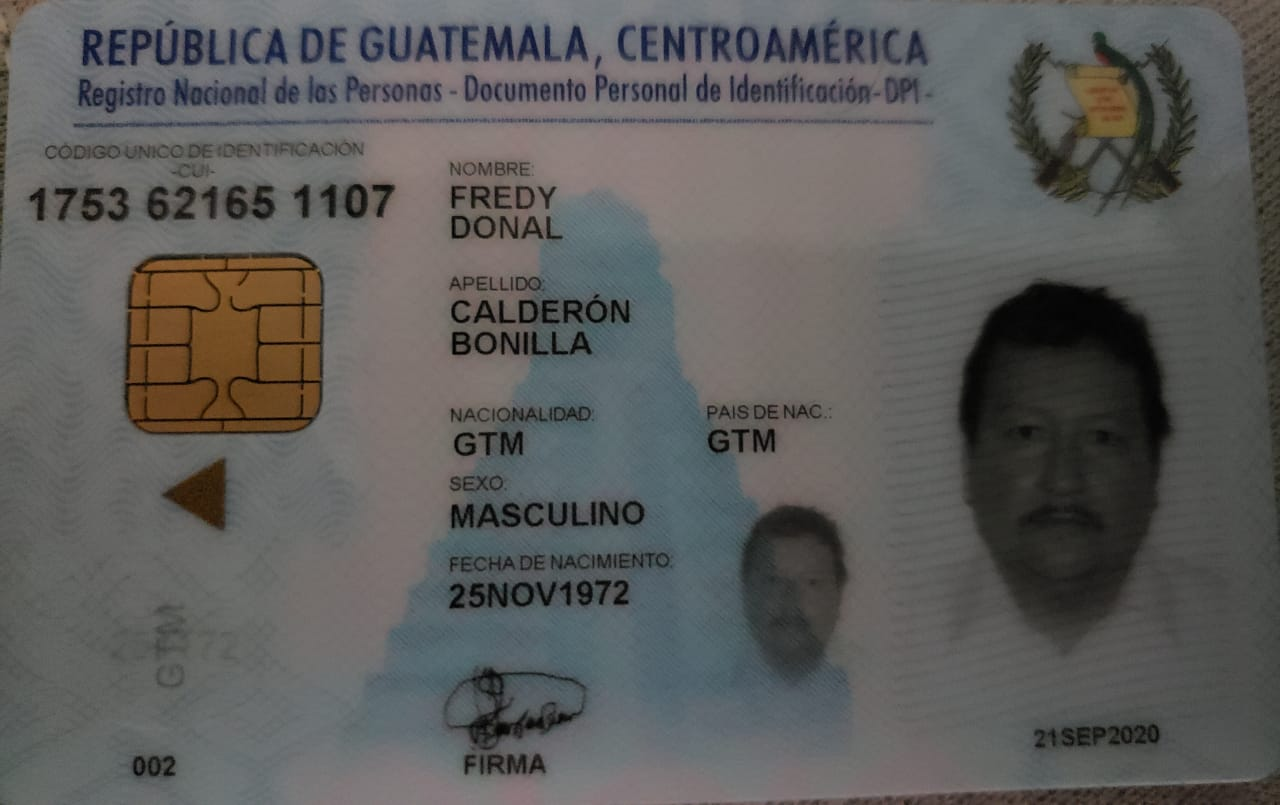 REPÚBLICA DE GUATEMALA, CENTROAMÉRICA
Registro Nacional de las Personas - Documento Personal de Identificación-DPI-
CÓDIGO UNICO DE IDENTIFICACIÓN
-CUI-
1753 62165 1107
NOMBRE:
FREDY
DONAL
APELLIDO:
CALDERÓN
BONILLA
NACIONALIDAD:
GTM
PAIS DE NAC.:
GTM
SEXO:
MASCULINO
FECHA DE NACIMIENTO:
25NOV1972
GTM
FIRMA
002
21SEP2020